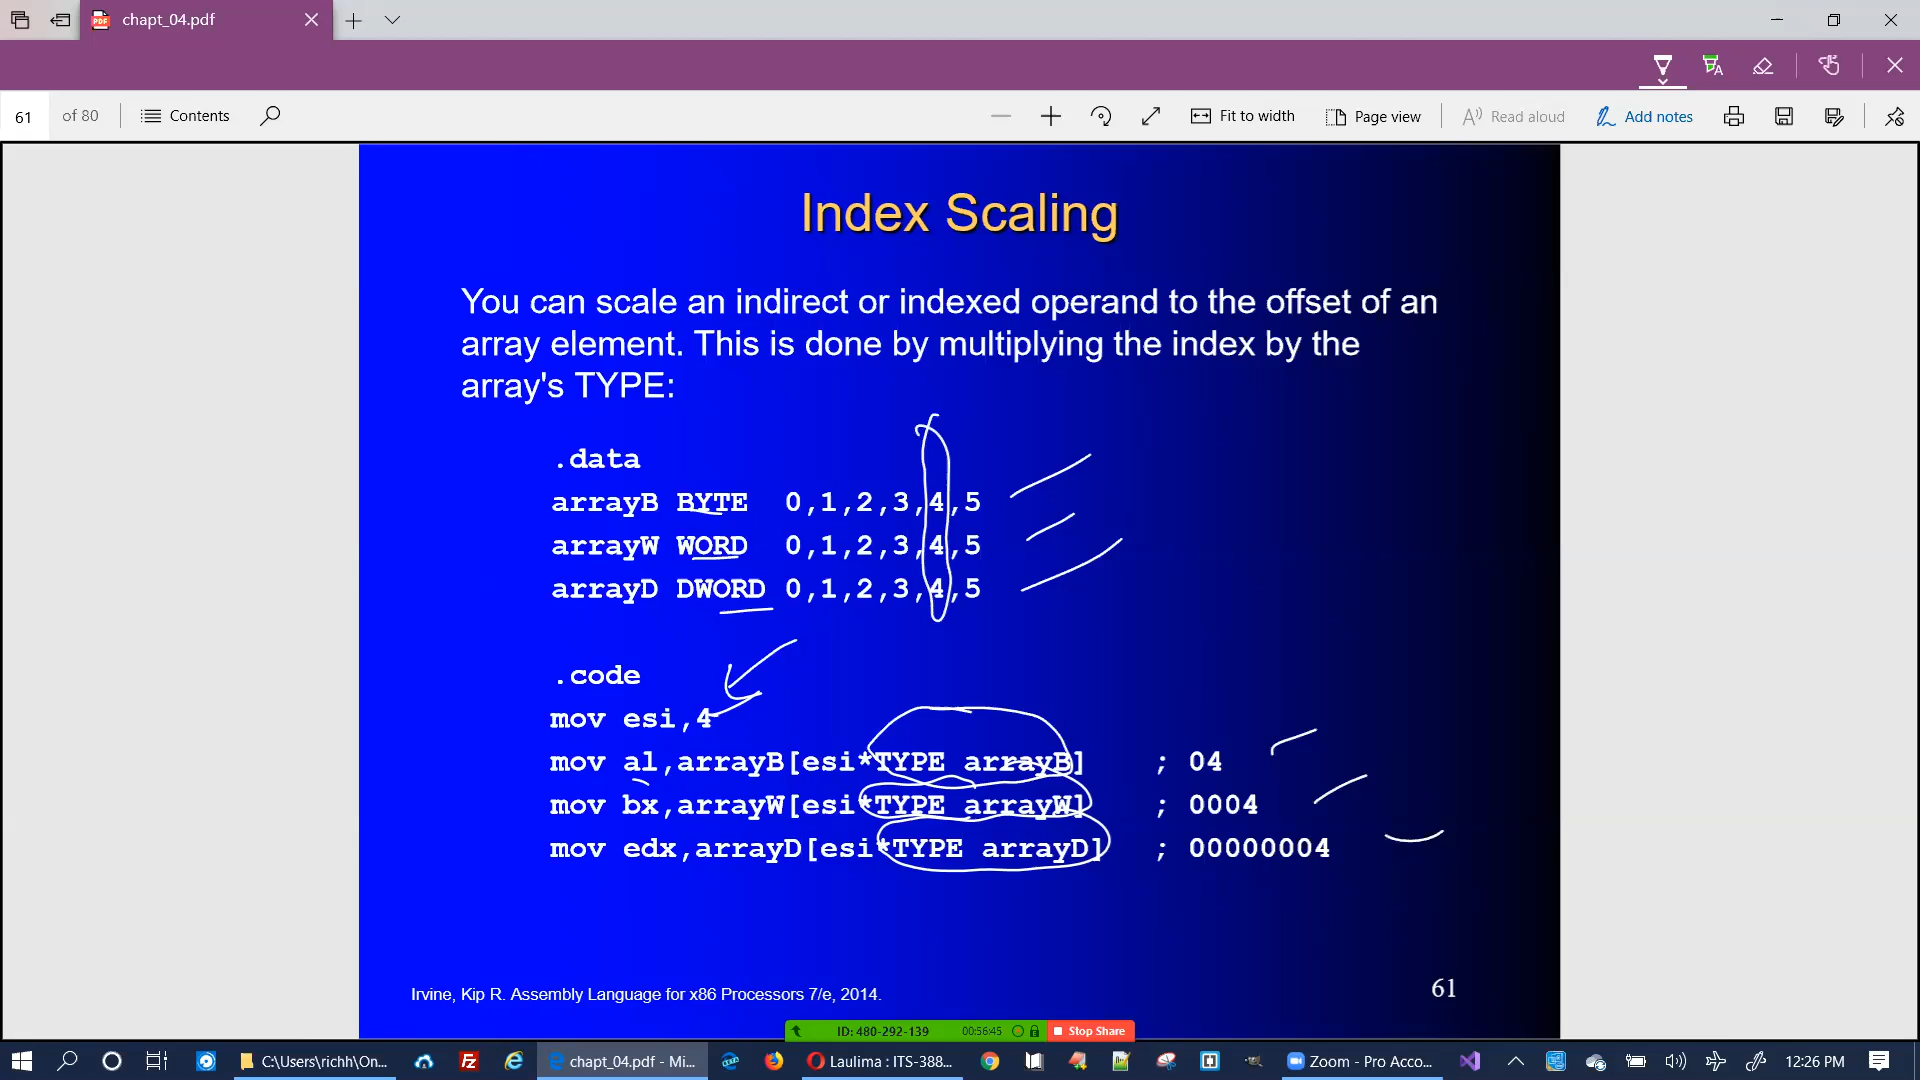 chapt_04.pdf
61 of 80 Contents Fit to width Page view Read aloud Add notes
Index Scaling
You can scale an indirect or indexed operand to the offset of an
array element. This is done by multiplying the index by the
array's TYPE:
.data
arrayB BYTE 0,1,2,3,4,5
arrayW WORD 0,1,2,3,4,5
arrayD DWORD 0,1,2,3,4,5
.code
mov esi,4
mov al,arrayB[esi*TYPE arrayB] ; 04
mov bx,arrayW[esi*TYPE arrayW] ; 0004
mov edx,arrayD[esi*TYPE arrayD] ; 00000004
Irvine, Kip R. Assembly Language for x86 Processors 7/e, 2014.
61
ID: 480-292-139 00:56:45 Stop Share
C:\Users\richh\On... chapt_04.pdf - Mi... Laulima : ITS-388... Zoom - Pro Acco... 12:26 PM